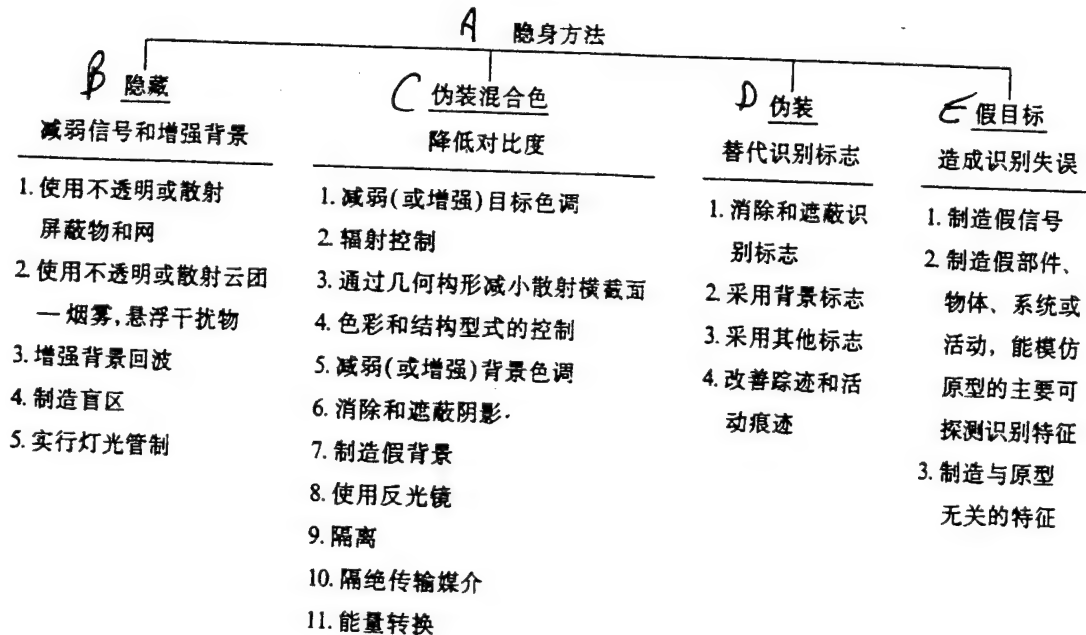 A 隐身方法
B 隐藏
减弱信号和增强背景
1. 使用不透明或散射
屏蔽物和网
2. 使用不透明或散射云团
—烟雾,悬浮干扰物
3. 增强背景回波
4. 制造盲区
5. 实行灯光管制
C 伪装混合色
降低对比度
1. 减弱(或增强)目标色调
2. 辐射控制
3. 通过几何构形减小散射横截面
4. 色彩和结构型式的控制
5. 减弱(或增强)背景色调
6. 消除和遮蔽阴影.
7. 制造假背景
8. 使用反光镜
9. 隔离
10. 隔绝传输媒介
11. 能量转换
D 伪装
替代识别标志
1. 消除和遮蔽识
别标志
2. 采用背景标志
3. 采用其他标志
4. 改善踪迹和活
动痕迹
E 假目标
造成识别失误
1. 制造假信号
2. 制造假部件、
物体、系统或
活动，能模仿
原型的主要可
探测识别特征
3. 制造与原型
无关的特征